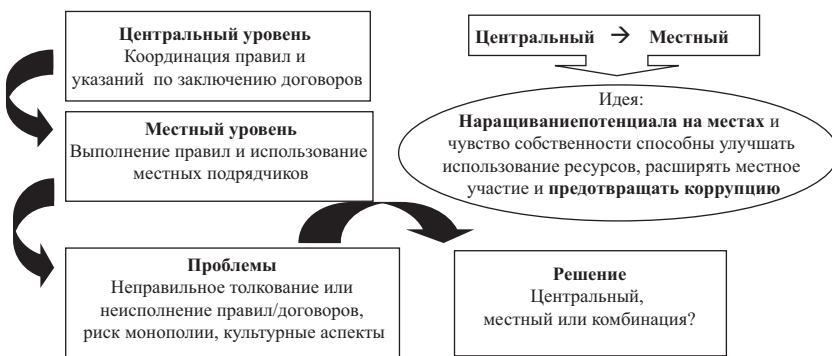 Центральный уровень
Координация правил и
указаний по заключению договоров
Местный уровень
Выполнение правил и использование
местных подрядчиков
Проблемы
Неправильное толкование или
неисполнение правил/договоров,
риск монополии, культурные аспекты
Центральный → Местный
Идея:
Наращиваниепотенциала на местах и
чувство собственности способны улучшать
использование ресурсов, расширять местное
участие и предотвращать коррупцию
Решение
Центральный,
местный или комбинация?